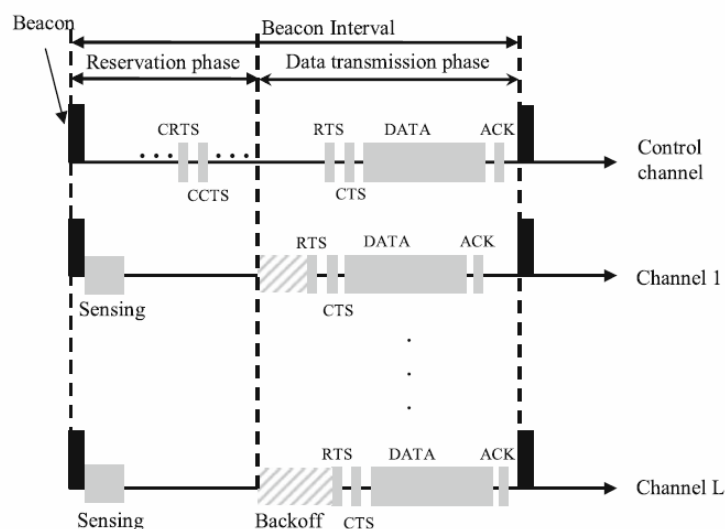 Beacon
Beacon Interval
Reservation phase
Data transmission phase
CRTS
RTS
DATA
ACK
Control
channel
CCTS
CTS
RTS
DATA
ACK
Channel 1
Sensing
CTS
RTS
DATA
ACK
Channel L
Sensing
Backoff
CTS